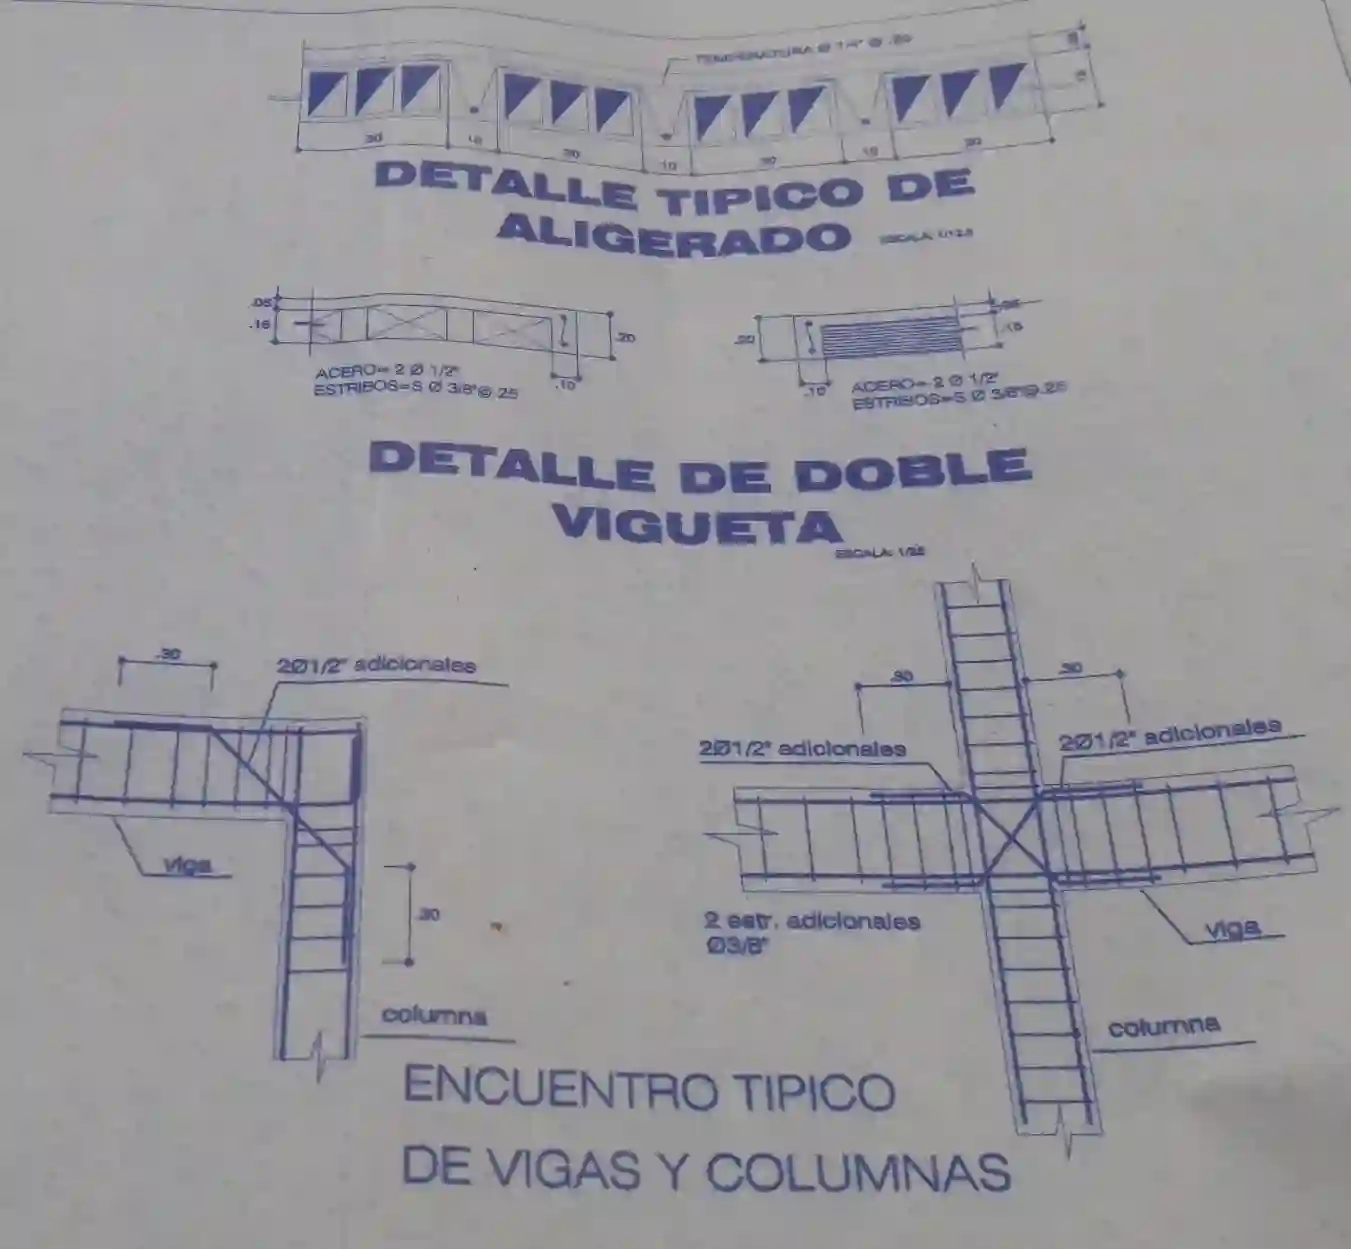 TEMPERATURA Ø 1/4" @ .25
30
10
30
10
30
10
30
DETALLE TIPICO DE
ALIGERADO
ESCALA: 1/12.5
.05
.15
.20
.10
ACERO= 2 Ø 1/2"
ESTRIBOS=S Ø 3/8"@.25
.20
.05
.15
.10
ACERO= 2 Ø 1/2"
ESTRIBOS=S Ø 3/8"@.25
DETALLE DE DOBLE
VIGUETA
ESCALA: 1/25
.30
2Ø1/2" adicionales
viga
.30
columna
.30
.30
2Ø1/2" adicionales
2Ø1/2" adicionales
2 estr. adicionales
Ø3/8"
viga
columna
ENCUENTRO TIPICO
DE VIGAS Y COLUMNAS